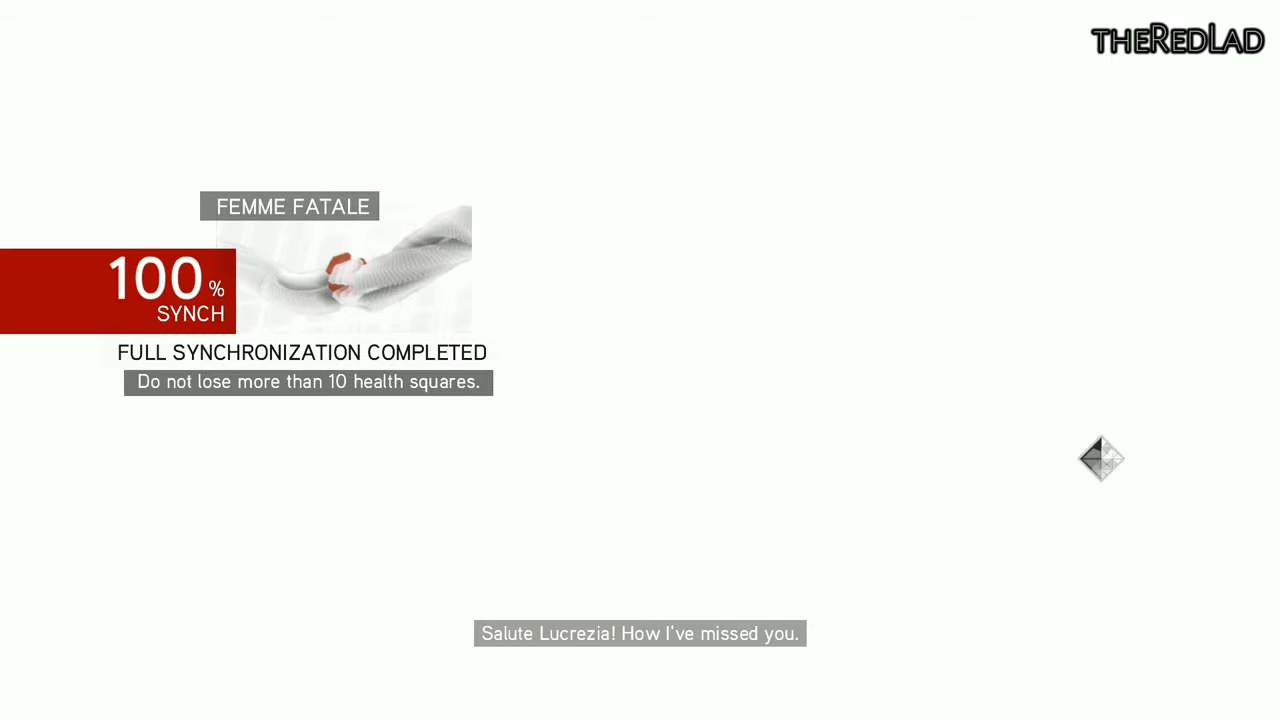 THEREDLAD
FEMME FATALE
100 %
SYNCH
FULL SYNCHRONIZATION COMPLETED
Do not lose more than 10 health squares.
Salute Lucrezia! How I've missed you.